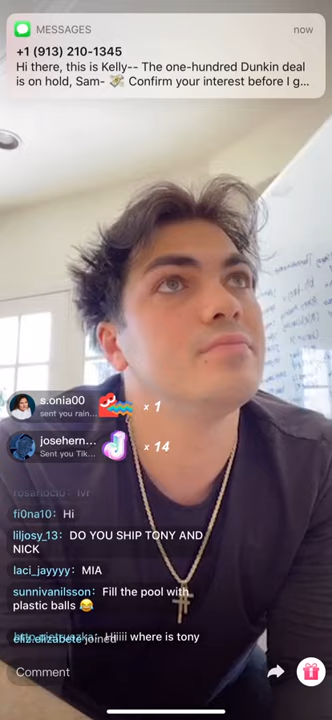 MESSAGES
now
+1 (913) 210-1345
Hi there, this is Kelly-- The one-hundred Dunkin deal
is on hold, Sam- 💸 Confirm your interest before I g...
s.onia00
sent you rain...
x 1
josehern...
sent you Tik...
x 14
fi0na10: Hi
liljosy_13: DO YOU SHIP TONY AND
NICK
laci_jayyyy: MIA
sunnivanilsson: Fill the pool with
plastic balls 😂
eliz.elizabete joined
Hiiiii where is tony
Comment